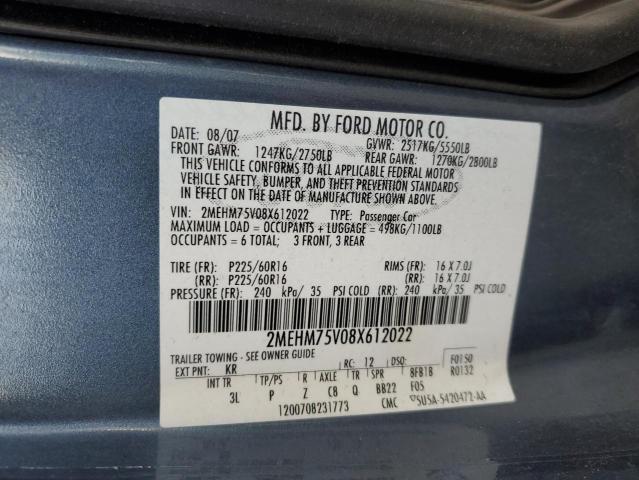 MFD. BY FORD MOTOR CO.
DATE: 08/07 GVWR: 2517KG/5550LB
FRONT GAWR: 1247KG/2750LB REAR GAWR: 1270KG/2800LB
THIS VEHICLE CONFORMS TO ALL APPLICABLE FEDERAL MOTOR
VEHICLE SAFETY, BUMPER, AND THEFT PREVENTION STANDARDS
IN EFFECT ON THE DATE OF MANUFACTURE SHOWN ABOVE.
VIN: 2MEHM75V08X612022 TYPE: Passenger Car
MAXIMUM LOAD = OCCUPANTS + LUGGAGE = 498KG/1100LB
OCCUPANTS = 6 TOTAL; 3 FRONT, 3 REAR
TIRE (FR): P225/60R16 RIMS (FR): 16 X 7.0J
(RR): P225/60R16 (RR): 16 X 7.0J
PRESSURE (FR): 240 kPa/ 35 PSI COLD (RR): 240 kPa/ 35 PSI COLD
2MEHM75V08X612022
TRAILER TOWING - SEE OWNER GUIDE
EXT PNT: KR RC: 12 DSO: F0150
R0132
INT TR TP/PS R AXLE TR SPR 8FB1B
3L P Z C8 Q BB22 F05
1200708231773 CMC 5U5A-5420472-AA